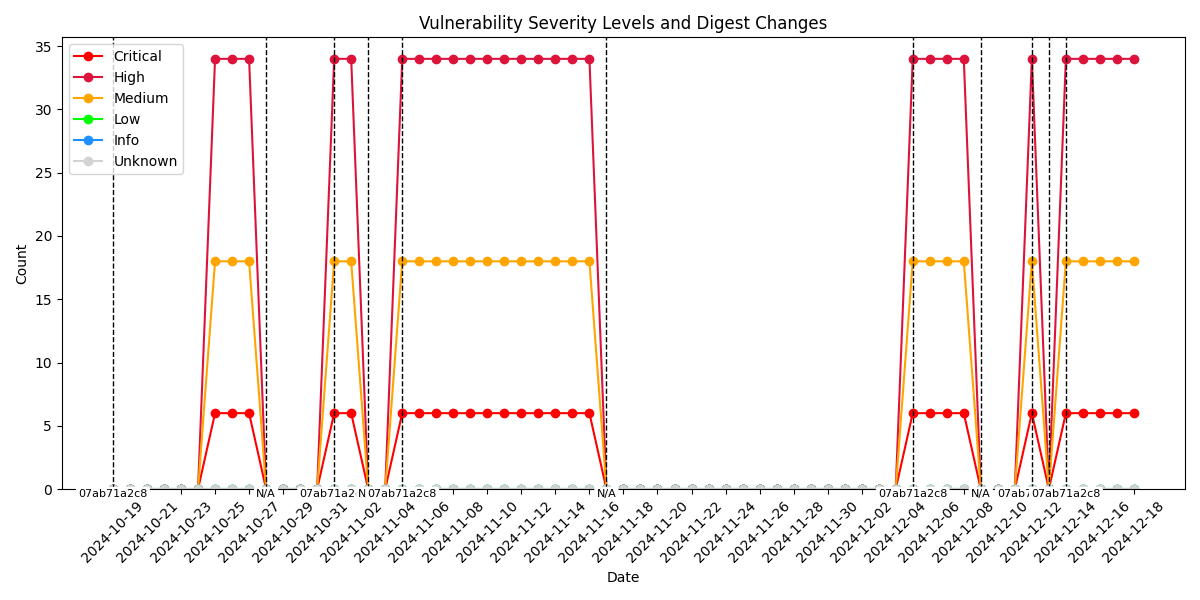 Vulnerability Severity Levels and Digest Changes
Critical
High
Medium
Low
Info
Unknown
Count
35
30
25
20
15
10
5
0
07ab71a2c8
N/A
07ab71a2
N
07ab71a2c8
N/A
07ab71a2c8
N/A
07ab
07ab71a2c8
2024-10-19
2024-10-21
2024-10-23
2024-10-25
2024-10-27
2024-10-29
2024-10-31
2024-11-02
2024-11-04
2024-11-06
2024-11-08
2024-11-10
2024-11-12
2024-11-14
2024-11-16
2024-11-18
2024-11-20
2024-11-22
2024-11-24
2024-11-26
2024-11-28
2024-11-30
2024-12-02
2024-12-04
2024-12-06
2024-12-08
2024-12-10
2024-12-12
2024-12-14
2024-12-16
2024-12-18
Date